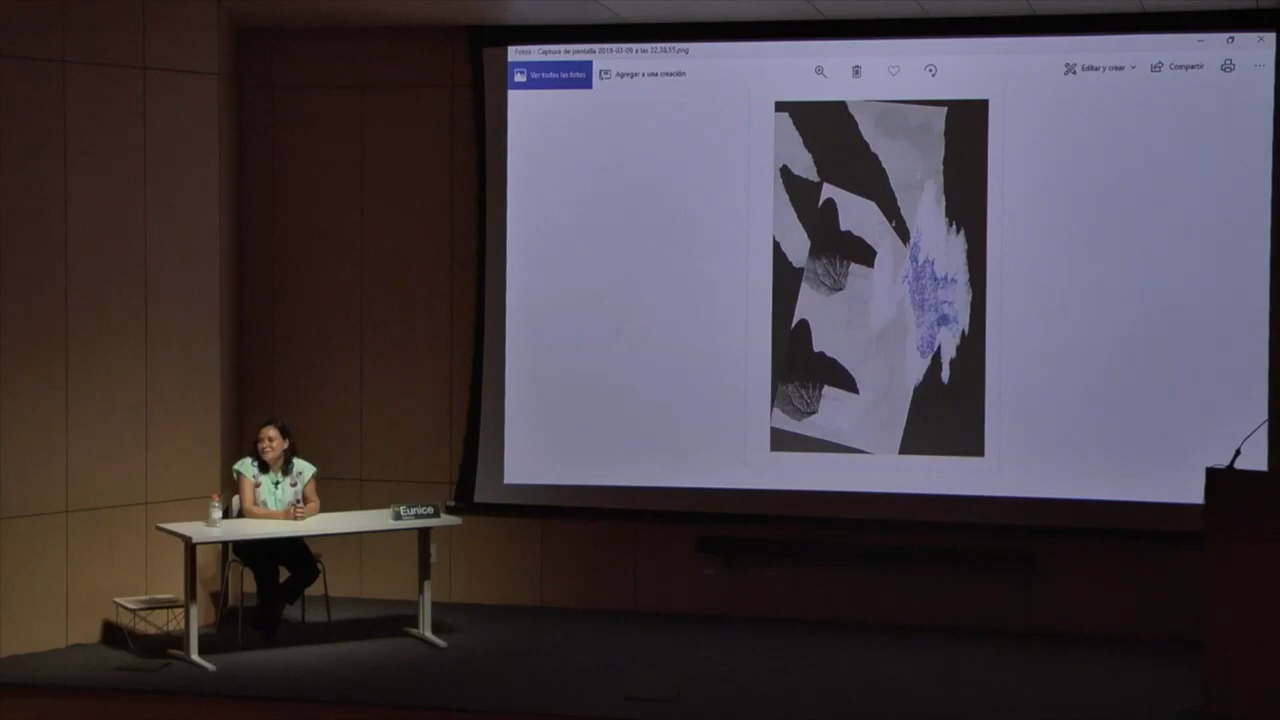 Fotos - Captura de pantalla 2019-03-09 a las 22.38.55.png
Ver todas las fotos
Agregar a una creación
Editar y crear
Compartir
Eunice